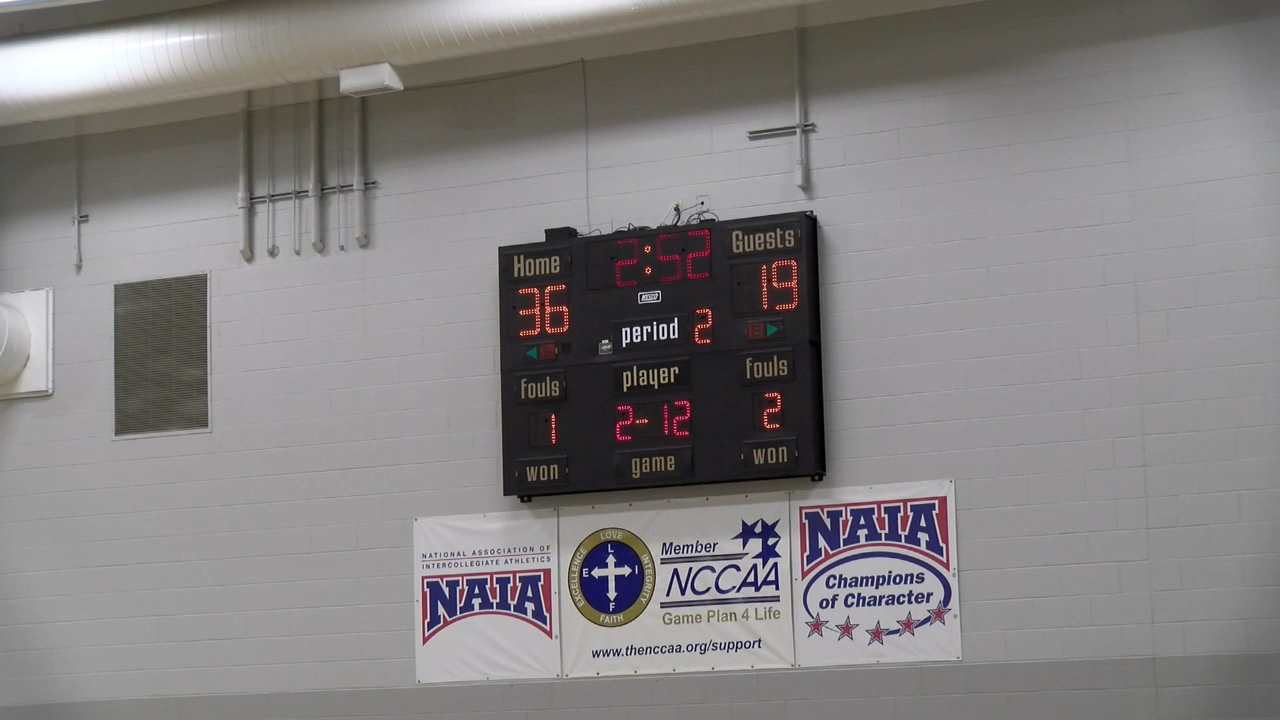 Home
2:52
Guests
36
19
period 2
fouls
player
fouls
1
2-12
2
won
game
won
NATIONAL ASSOCIATION OF
INTERCOLLEGIATE ATHLETICS
NAIA
EXCELLENCE LOVE INTEGRITY FAITH
L
E I
F
Member
NCCAA
Game Plan 4 Life
www.thenccaa.org/support
NAIA
Champions
of Character